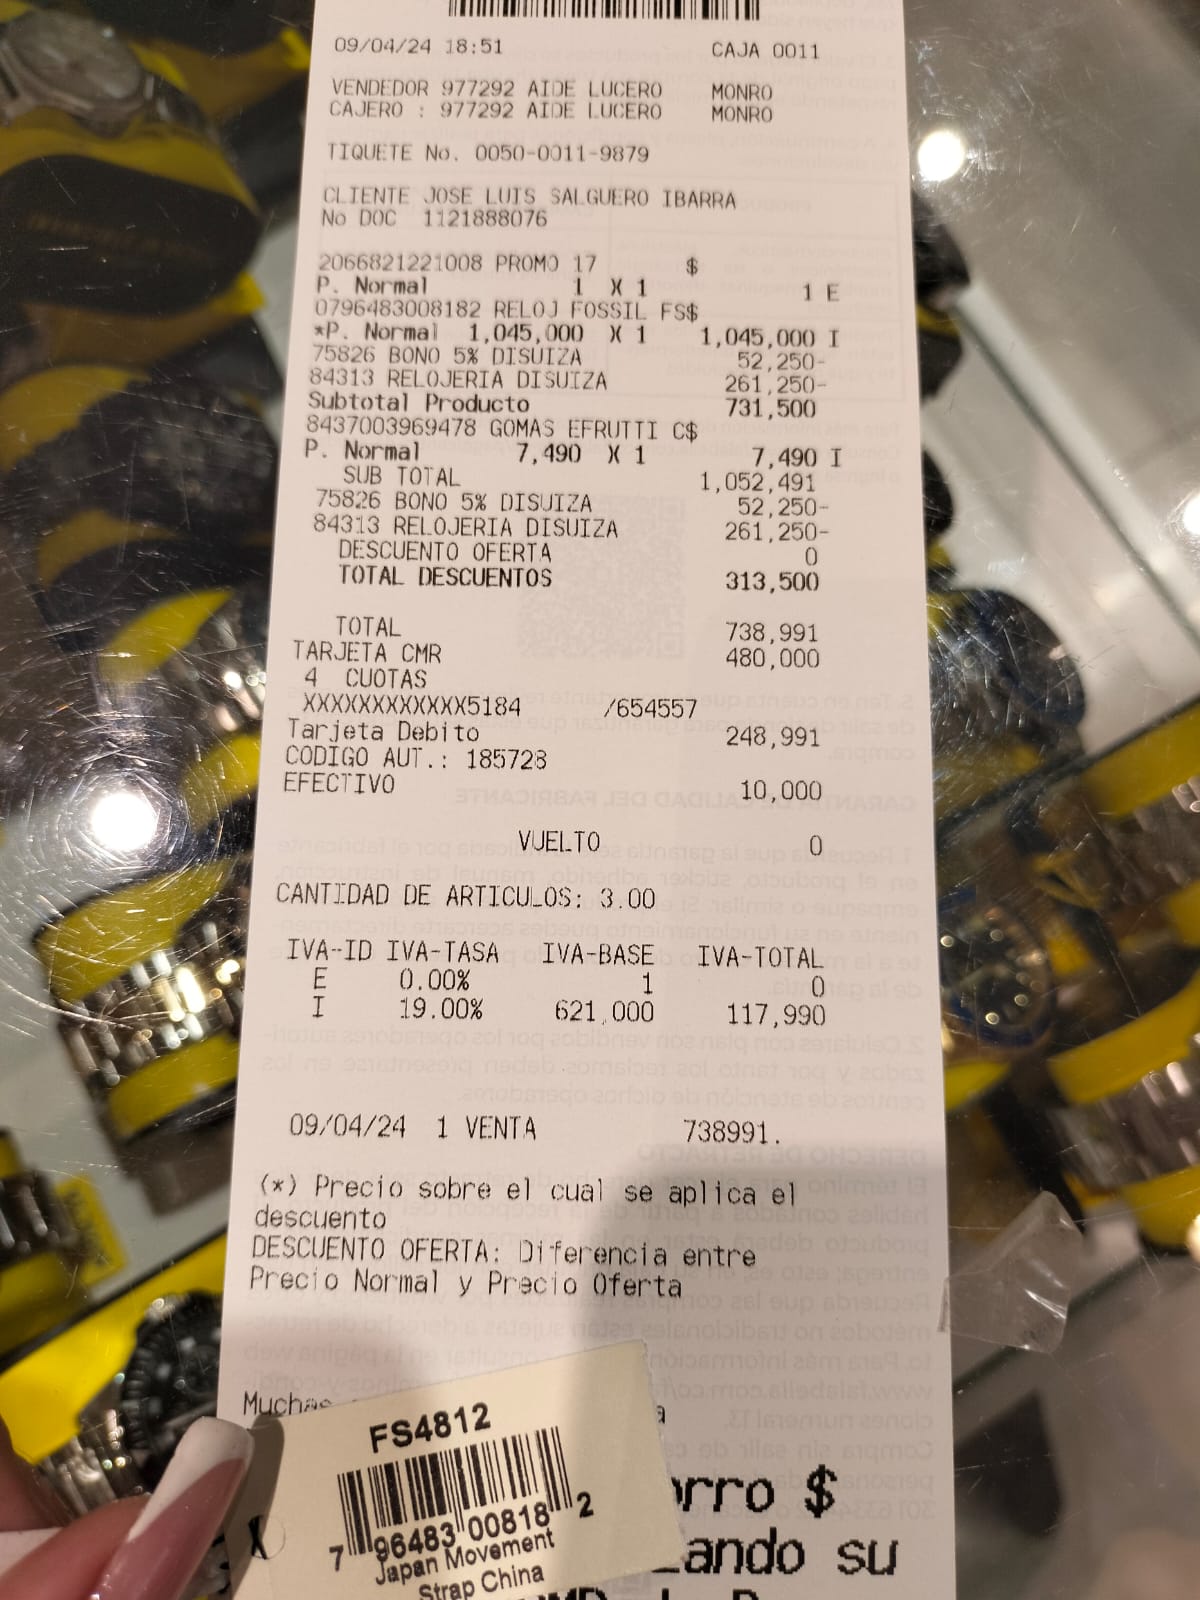 09/04/24 18:51 CAJA 0011
VENDEDOR 977292 AIDE LUCERO MONRO
CAJERO : 977292 AIDE LUCERO MONRO
TIQUETE No. 0050-0011-9879
CLIENTE JOSE LUIS SALGUERO IBARRA
No DOC 1121888076
2066821221008 PROMO 17 $
P. Normal 1 X 1 1 E
0796483008182 RELOJ FOSSIL FS$
*P. Normal 1,045,000 X 1 1,045,000 I
75826 BONO 5% DISUIZA 52,250-
84313 RELOJERIA DISUIZA 261,250-
Subtotal Producto 731,500
8437003969478 GOMAS EFRUTTI C$
P. Normal 7,490 X 1 7,490 I
SUB TOTAL 1,052,491
75826 BONO 5% DISUIZA 52,250-
84313 RELOJERIA DISUIZA 261,250-
DESCUENTO OFERTA 0
TOTAL DESCUENTOS 313,500
TOTAL 738,991
TARJETA CMR 480,000
4 CUOTAS
XXXXXXXXXXXX5184 /654557
Tarjeta Debito 248,991
CODIGO AUT.: 185728
EFECTIVO 10,000
VUELTO 0
CANTIDAD DE ARTICULOS: 3.00
IVA-ID IVA-TASA IVA-BASE IVA-TOTAL
E 0.00% 1 0
I 19.00% 621,000 117,990
09/04/24 1 VENTA 738991.
(*) Precio sobre el cual se aplica el
descuento
DESCUENTO OFERTA: Diferencia entre
Precio Normal y Precio Oferta
FS4812
7 96483 00818 2
Japan Movement
Strap China
orro $
zando su